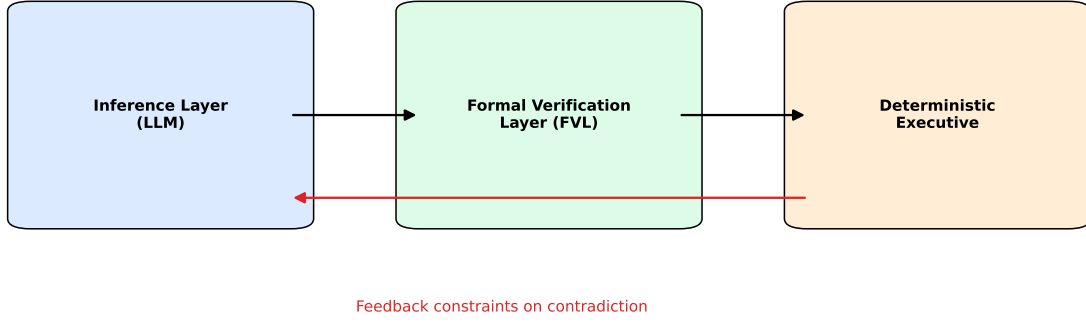 Inference Layer
(LLM)
Formal Verification
Layer (FVL)
Deterministic
Executive
Feedback constraints on contradiction